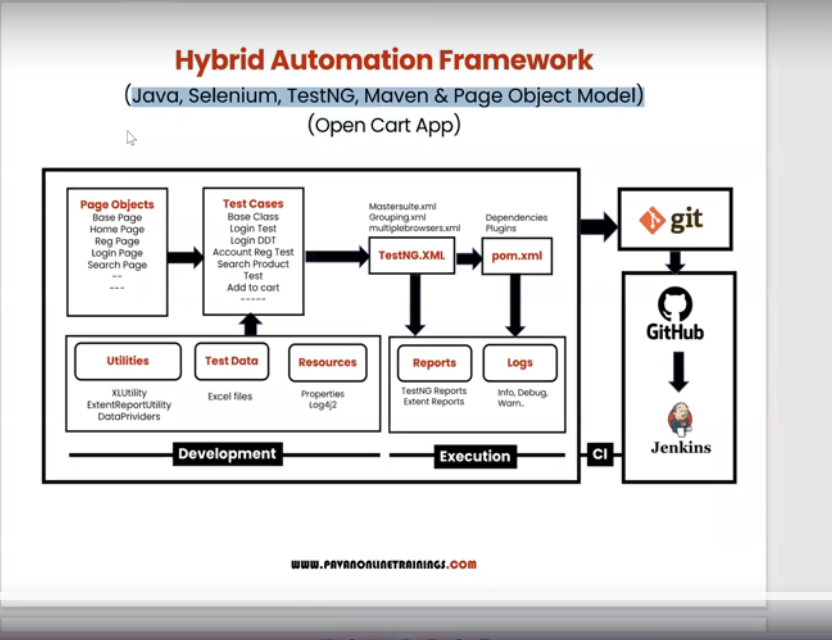 Hybrid Automation Framework
(Java, Selenium, TestNG, Maven & Page Object Model)
(Open Cart App)
Page Objects
Base Page
Home Page
Reg Page
Login Page
Search Page
--
---
Test Cases
Base Class
Login Test
Login DDT
Account Reg Test
Search Product
Test
Add to cart
-----
Mastersuite.xml
Grouping.xml
multiplebrowsers.xml
TestNG.XML
Dependencies
Plugins
pom.xml
git
GitHub
Jenkins
Utilities
XLUtility
ExtentReportUtility
DataPrividers
Test Data
Excel files
Resources
Properties
Log4j2
Reports
TestNG Reports
Extent Reports
Logs
Info, Debug,
Warn..
Development
Execution
CI
www.pavanonlinetrainings.com